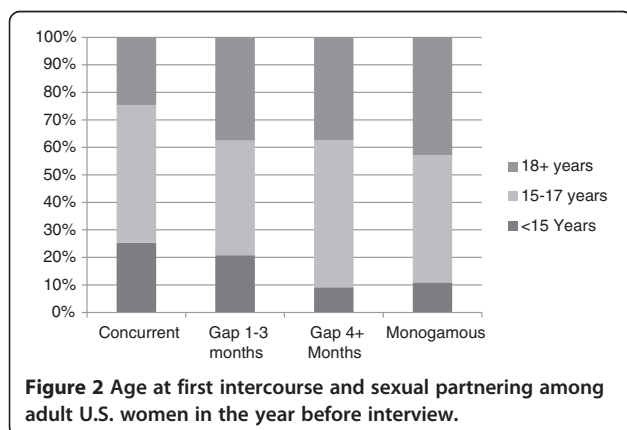 100%
90%
80%
70%
60%
50%
40%
30%
20%
10%
0%
18+ years
15-17 years
<15 Years
Concurrent
Gap 1-3
months
Gap 4+
Months
Monogamous
Figure 2 Age at first intercourse and sexual partnering among
adult U.S. women in the year before interview.